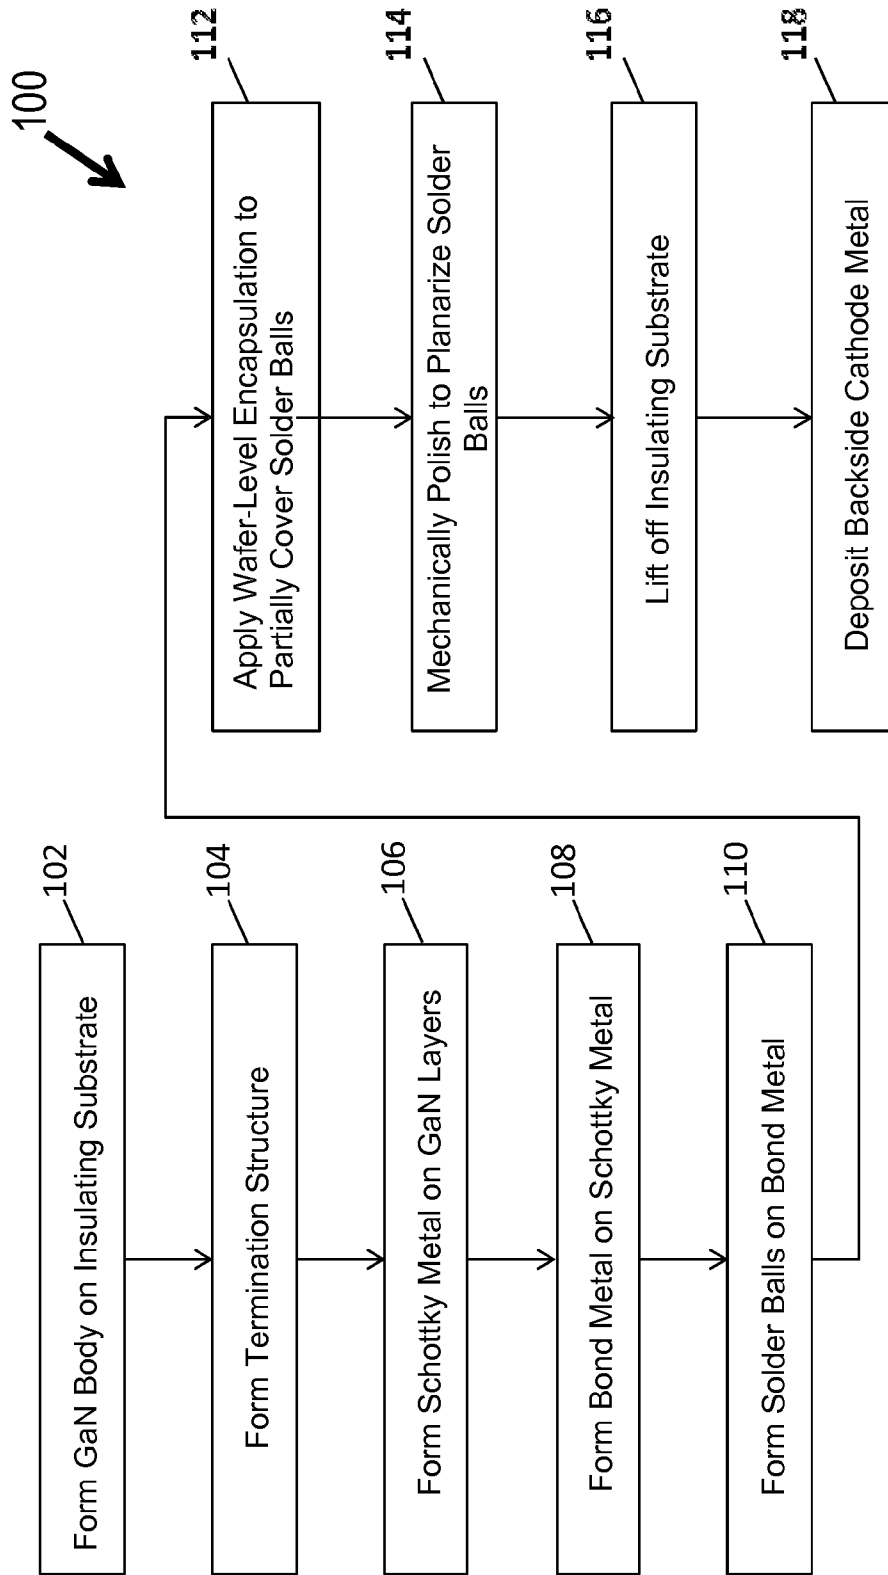 100
Form GaN Body on Insulating Substrate
102
Form Termination Structure
104
Form Schottky Metal on GaN Layers
106
Form Bond Metal on Schottky Metal
108
Form Solder Balls on Bond Metal
110
Apply Wafer-Level Encapsulation to
Partially Cover Solder Balls
112
Mechanically Polish to Planarize Solder
Balls
114
Lift off Insulating Substrate
116
Deposit Backside Cathode Metal
118